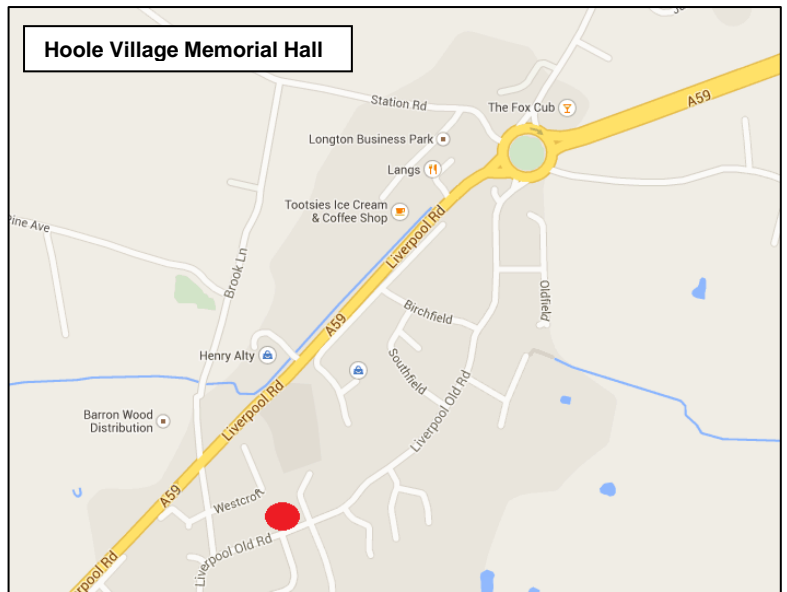 Hoole Village Memorial Hall
Station Rd
The Fox Cub
A59
Longton Business Park
Langs
Tootsies Ice Cream
& Coffee Shop
Liverpool Rd
Pine Ave
Brook Ln
Oldfield
Birchfield
A59
Henry Alty
Southfield
Liverpool Rd
Liverpool Old Rd
Barron Wood
Distribution
A59
Westcroft
Liverpool Old Rd
rpool Rd